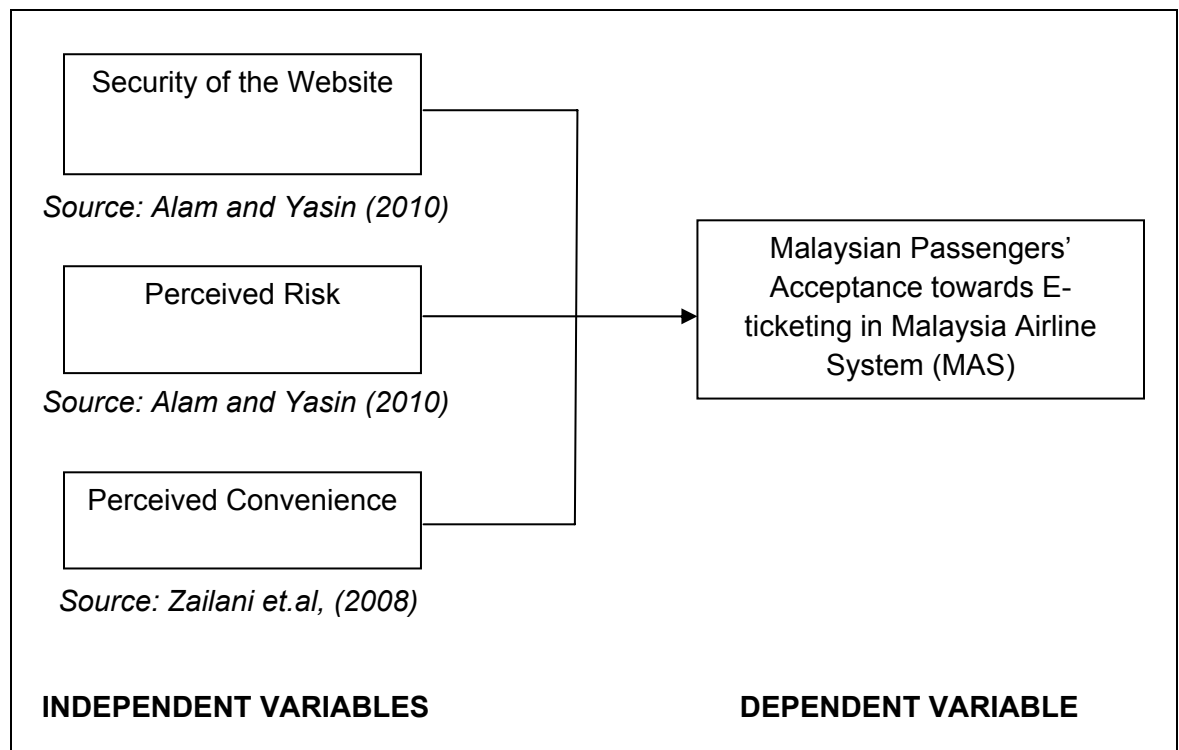 Security of the Website
Source: Alam and Yasin (2010)
Perceived Risk
Source: Alam and Yasin (2010)
Perceived Convenience
Source: Zailani et.al, (2008)
Malaysian Passengers’
Acceptance towards E-
ticketing in Malaysia Airline
System (MAS)
INDEPENDENT VARIABLES
DEPENDENT VARIABLE